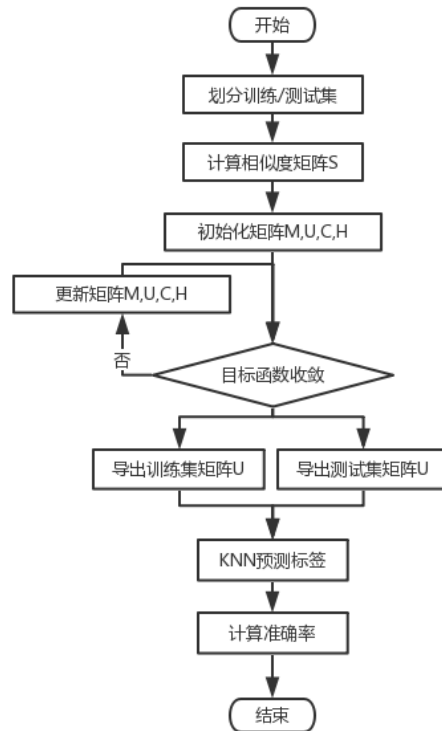 开始
划分训练/测试集
计算相似度矩阵S
初始化矩阵M,U,C,H
更新矩阵M,U,C,H
否
目标函数收敛
导出训练集矩阵U
导出测试集矩阵U
KNN预测标签
计算准确率
结束